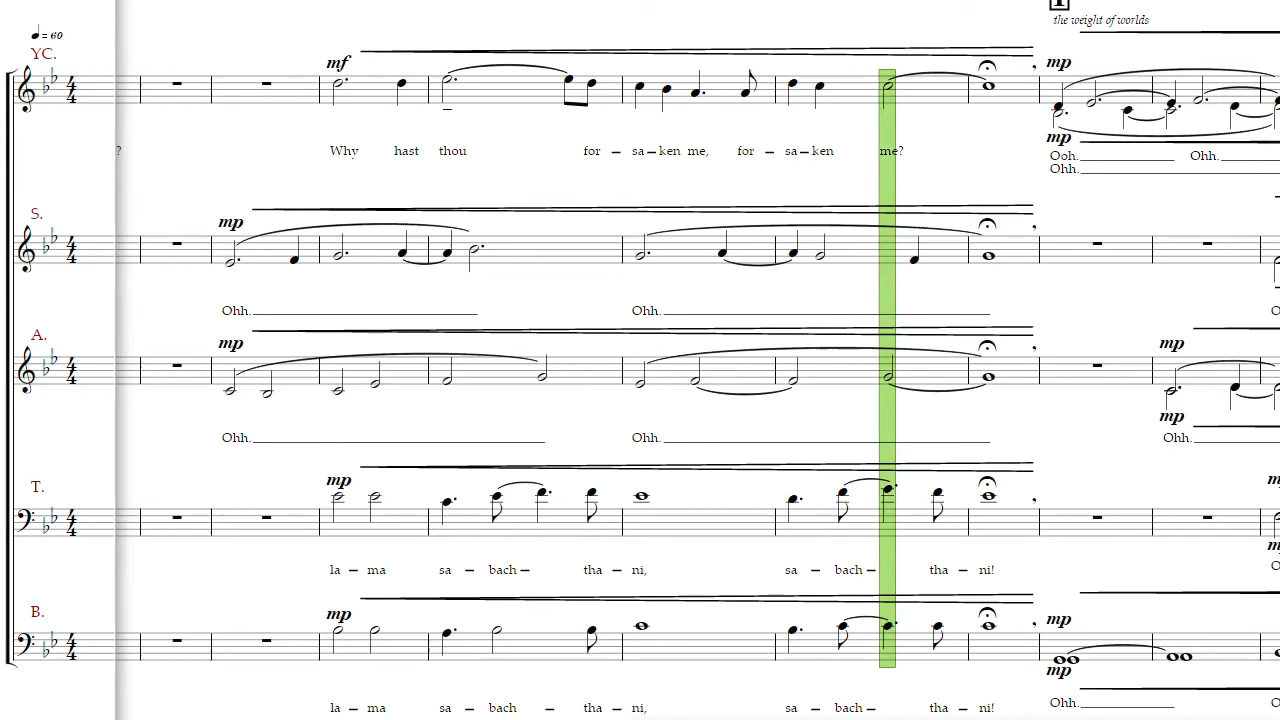 1
the weight of worlds
= 60
YC.
mf
mp
Why hast thou for – sa – ken me, for – sa – ken me?
mp
Ooh. Ohh.
Ohh.
S.
mp
Ohh. Ohh.
A.
mp
mp
Ohh. Ohh.
mp
Ohh.
T.
mp
la – ma sa – bach – tha – ni, sa – bach – tha – ni!
B.
mp
mp
mp
Ohh.
la – ma sa – bach – tha – ni, sa – bach – tha – ni!